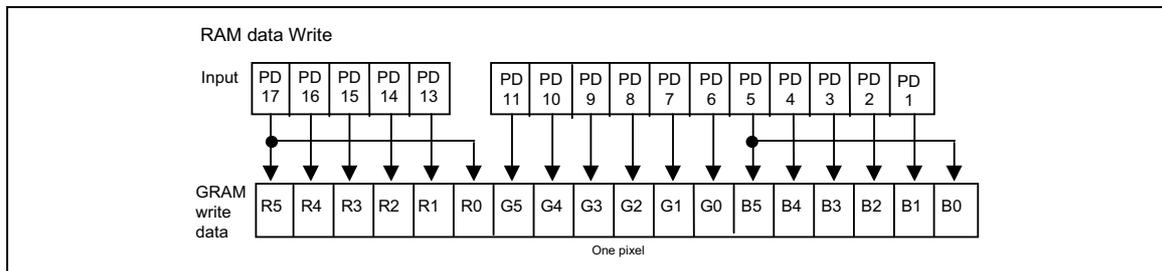 RAM data Write
Input PD PD PD PD PD PD PD PD PD PD PD PD PD PD PD PD
17 16 15 14 13 11 10 9 8 7 6 5 4 3 2 1
GRAM
write
data
R5 R4 R3 R2 R1 R0 G5 G4 G3 G2 G1 G0 B5 B4 B3 B2 B1 B0
One pixel